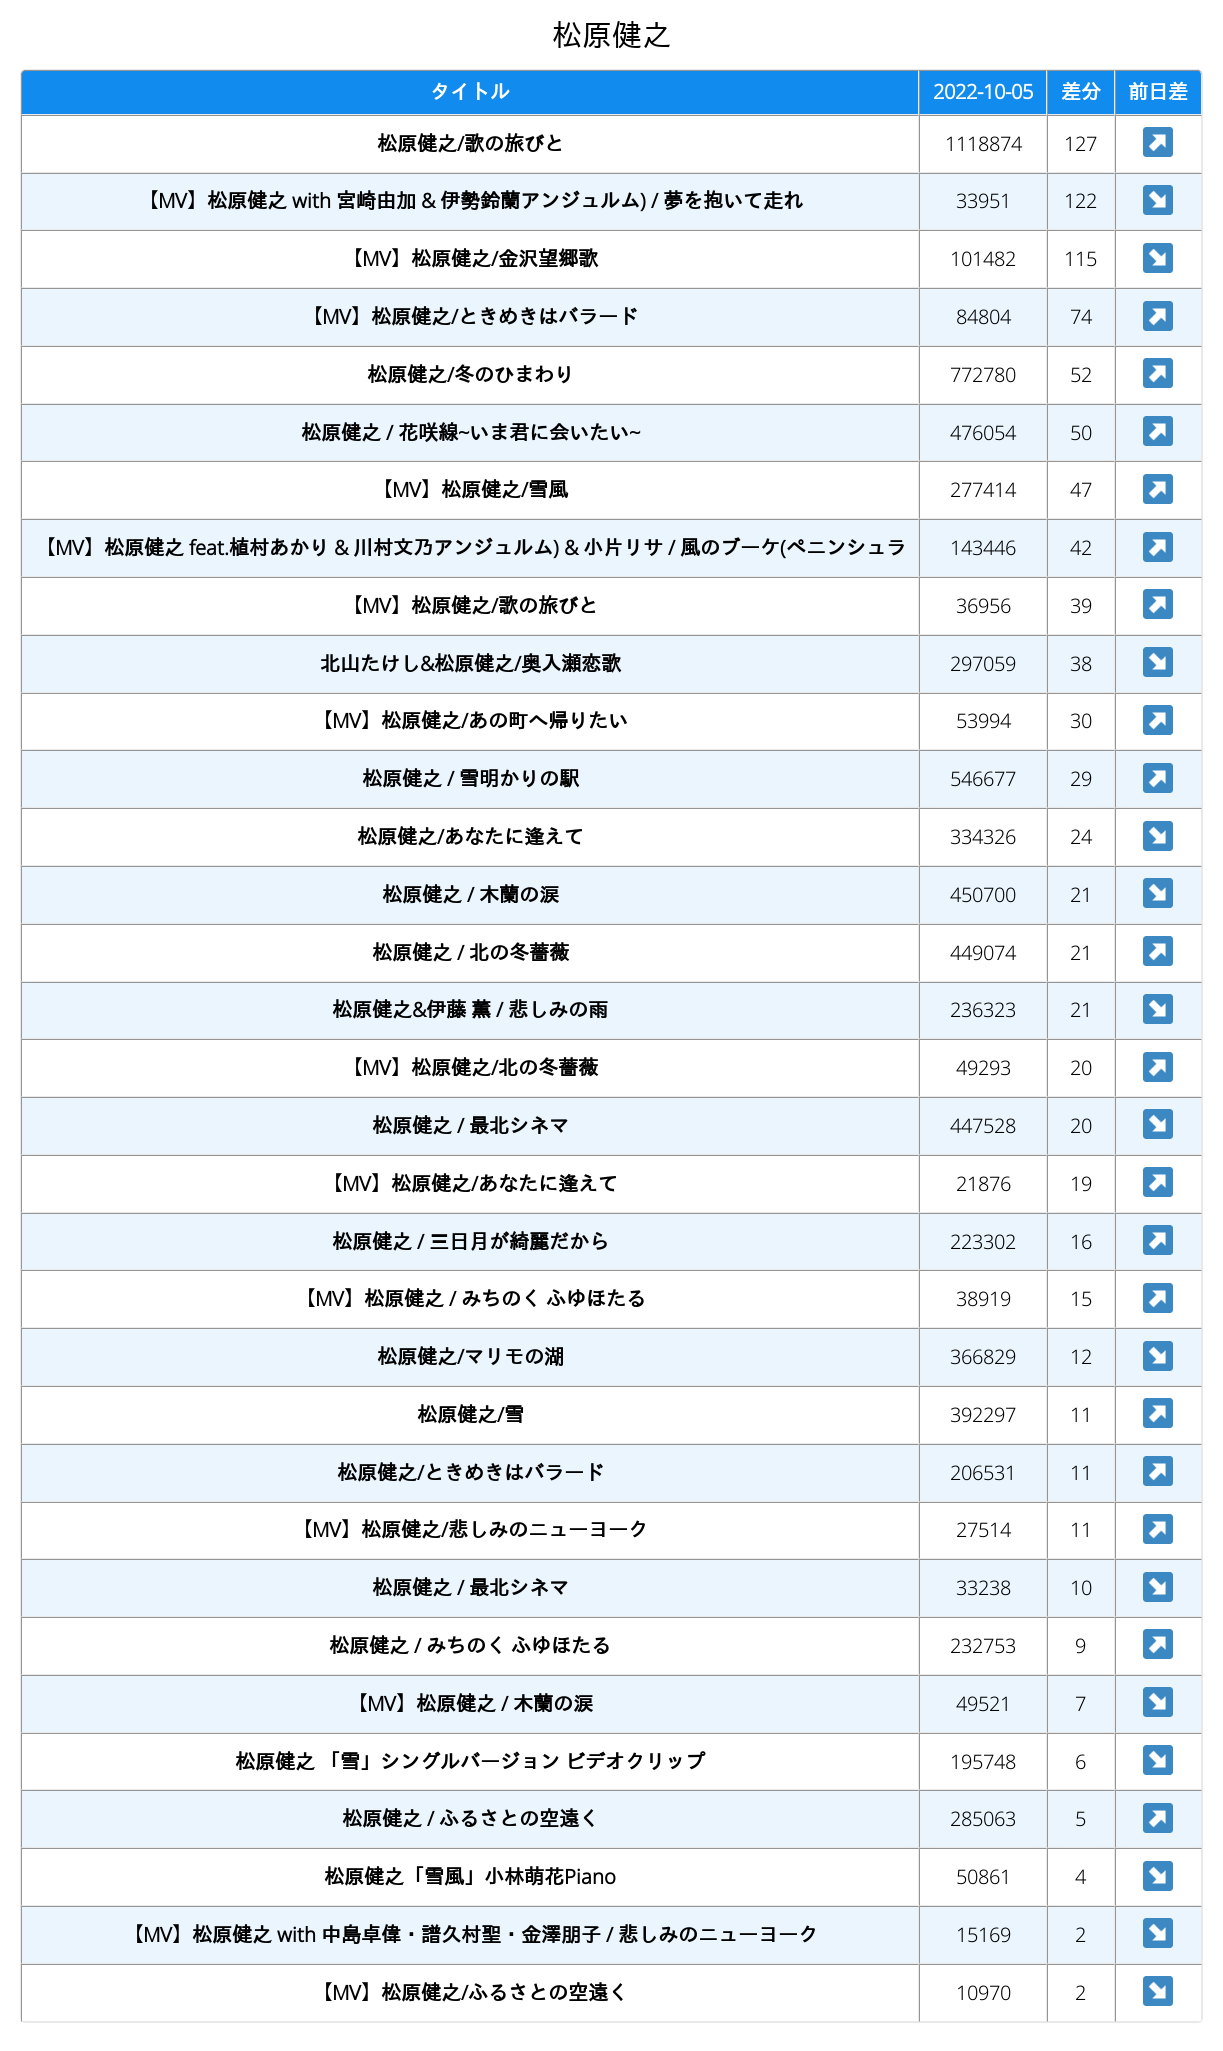 松原健之
タイトル 2022-10-05 差分 前日差
松原健之/歌の旅びと 1118874 127 ↗
【MV】松原健之 with 宮崎由加 & 伊勢鈴蘭アンジュルム) / 夢を抱いて走れ 33951 122 ↘
【MV】松原健之/金沢望郷歌 101482 115 ↘
【MV】松原健之/ときめきはバラード 84804 74 ↗
松原健之/冬のひまわり 772780 52 ↗
松原健之 / 花咲線~いま君に会いたい~ 476054 50 ↗
【MV】松原健之/雪風 277414 47 ↗
【MV】松原健之 feat.植村あかり & 川村文乃アンジュルム) & 小片リサ / 風のブーケ(ペニンシュラ 143446 42 ↗
【MV】松原健之/歌の旅びと 36956 39 ↗
北山たけし&松原健之/奥入瀬恋歌 297059 38 ↘
【MV】松原健之/あの町へ帰りたい 53994 30 ↗
松原健之 / 雪明かりの駅 546677 29 ↗
松原健之/あなたに逢えて 334326 24 ↘
松原健之 / 木蘭の涙 450700 21 ↘
松原健之 / 北の冬薔薇 449074 21 ↗
松原健之&伊藤 薫 / 悲しみの雨 236323 21 ↘
【MV】松原健之/北の冬薔薇 49293 20 ↗
松原健之 / 最北シネマ 447528 20 ↘
【MV】松原健之/あなたに逢えて 21876 19 ↗
松原健之 / 三日月が綺麗だから 223302 16 ↗
【MV】松原健之 / みちのく ふゆほたる 38919 15 ↗
松原健之/マリモの湖 366829 12 ↘
松原健之/雪 392297 11 ↗
松原健之/ときめきはバラード 206531 11 ↗
【MV】松原健之/悲しみのニューヨーク 27514 11 ↗
松原健之 / 最北シネマ 33238 10 ↘
松原健之 / みちのく ふゆほたる 232753 9 ↗
【MV】松原健之 / 木蘭の涙 49521 7 ↘
松原健之 「雪」シングルバージョン ビデオクリップ 195748 6 ↘
松原健之 / ふるさとの空遠く 285063 5 ↗
松原健之「雪風」小林萌花Piano 50861 4 ↘
【MV】松原健之 with 中島卓偉・譜久村聖・金澤朋子 / 悲しみのニューヨーク 15169 2 ↘
【MV】松原健之/ふるさとの空遠く 10970 2 ↘